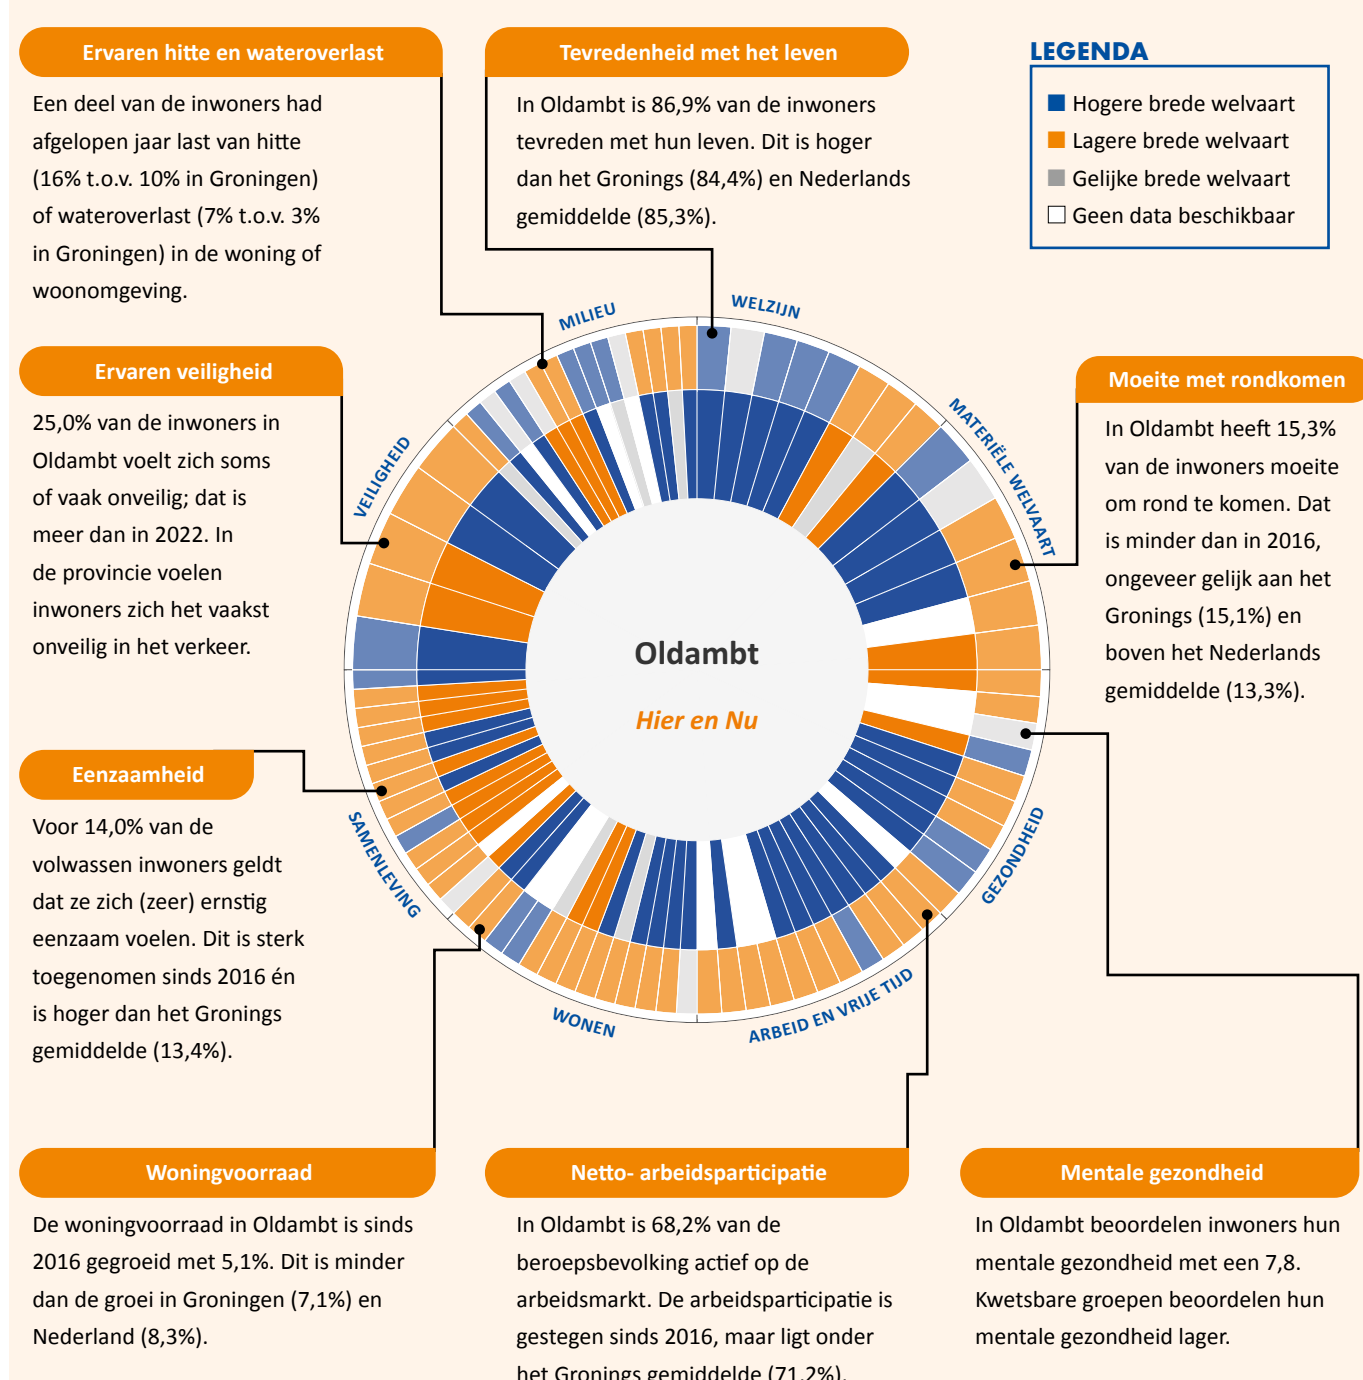 Ervaren hitte en wateroverlast
Een deel van de inwoners had
afgelopen jaar last van hitte
(16% t.o.v. 10% in Groningen)
of wateroverlast (7% t.o.v. 3%
in Groningen) in de woning of
woonomgeving.
Tevredenheid met het leven
In Oldambt is 86,9% van de inwoners
tevreden met hun leven. Dit is hoger
dan het Gronings (84,4%) en Nederlands
gemiddelde (85,3%).
LEGENDA
Hogere brede welvaart
Lagere brede welvaart
Gelijke brede welvaart
Geen data beschikbaar
Ervaren veiligheid
25,0% van de inwoners in
Oldambt voelt zich soms
of vaak onveilig; dat is
meer dan in 2022. In
de provincie voelen
inwoners zich het vaakst
onveilig in het verkeer.
Moeite met rondkomen
In Oldambt heeft 15,3%
van de inwoners moeite
om rond te komen. Dat
is minder dan in 2016,
ongeveer gelijk aan het
Gronings (15,1%) en
boven het Nederlands
gemiddelde (13,3%).
MILIEU
WELZIJN
MATERIËLE WELVAART
GEZONDHEID
ARBEID EN VRIJE TIJD
WONEN
SAMENLEVING
VEILIGHEID
Oldambt
Hier en Nu
Eenzaamheid
Voor 14,0% van de
volwassen inwoners geldt
dat ze zich (zeer) ernstig
eenzaam voelen. Dit is sterk
toegenomen sinds 2016 én
is hoger dan het Gronings
gemiddelde (13,4%).
Woningvoorraad
De woningvoorraad in Oldambt is sinds
2016 gegroeid met 5,1%. Dit is minder
dan de groei in Groningen (7,1%) en
Nederland (8,3%).
Netto- arbeidsparticipatie
In Oldambt is 68,2% van de
beroepsbevolking actief op de
arbeidsmarkt. De arbeidsparticipatie is
gestegen sinds 2016, maar ligt onder
het Gronings gemiddelde (71,2%).
Mentale gezondheid
In Oldambt beoordelen inwoners hun
mentale gezondheid met een 7,8.
Kwetsbare groepen beoordelen hun
mentale gezondheid lager.